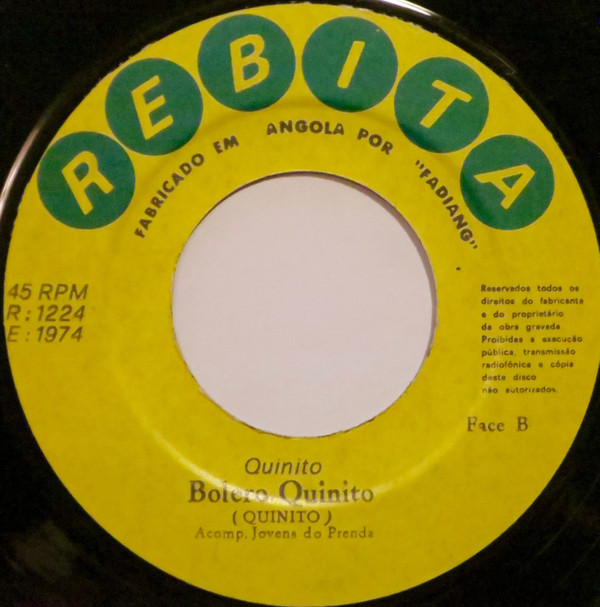 REBITA
FABRICADO EM ANGOLA POR "FADIANG"
45 RPM
R: 1224
E: 1974
Reservados todos os
direitos do fabricante
e do proprietário
da obra gravada
Proibidas a execução
pública, transmissão
radiofónica e cópia
deste disco
não autorizados.
Face B
Quinito
Bolero Quinito
(QUINITO)
Acomp. Jovens do Prenda